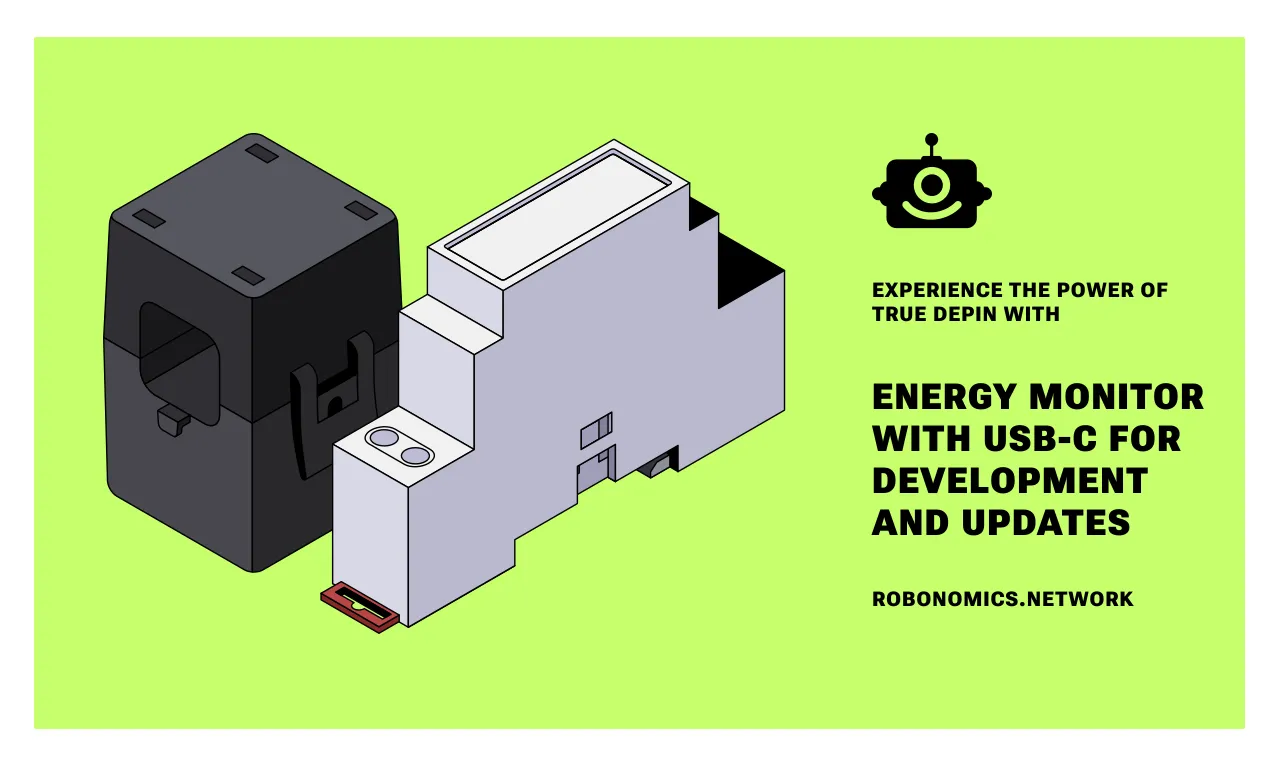 EXPERIENCE THE POWER OF
TRUE DEPIN WITH
ENERGY MONITOR
WITH USB-C FOR
DEVELOPMENT
AND UPDATES
ROBONOMICS.NETWORK